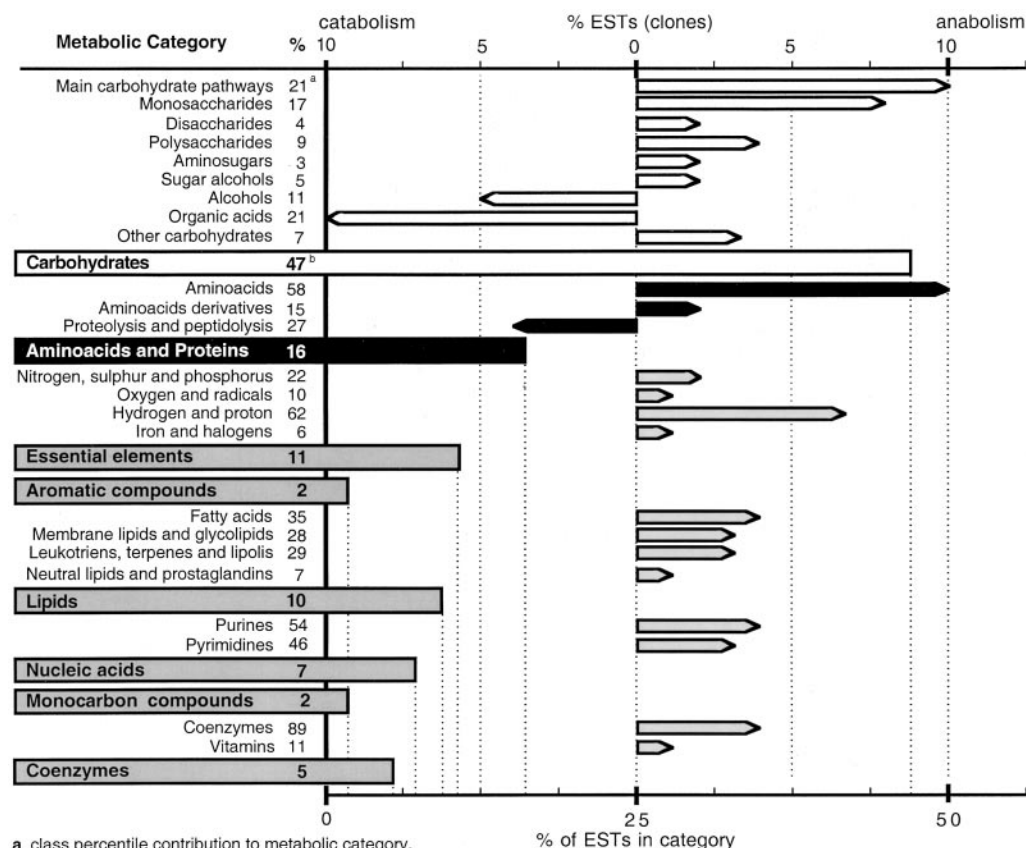 catabolism % ESTs (clones) anabolism
Metabolic Category % 10 5 0 5 10
Main carbohydrate pathways 21 a
Monosaccharides 17
Disaccharides 4
Polysaccharides 9
Aminosugars 3
Sugar alcohols 5
Alcohols 11
Organic acids 21
Other carbohydrates 7
Carbohydrates 47 b
Aminoacids 58
Aminoacids derivatives 15
Proteolysis and peptidolysis 27
Aminoacids and Proteins 16
Nitrogen, sulphur and phosphorus 22
Oxygen and radicals 10
Hydrogen and proton 62
Iron and halogens 6
Essential elements 11
Aromatic compounds 2
Fatty acids 35
Membrane lipids and glycolipids 28
Leukotriens, terpenes and lipolis 29
Neutral lipids and prostaglandins 7
Lipids 10
Purines 54
Pyrimidines 46
Nucleic acids 7
Monocarbon compounds 2
Coenzymes 89
Vitamins 11
Coenzymes 5
0 25 50
a class percentile contribution to metabolic category. % of ESTs in category